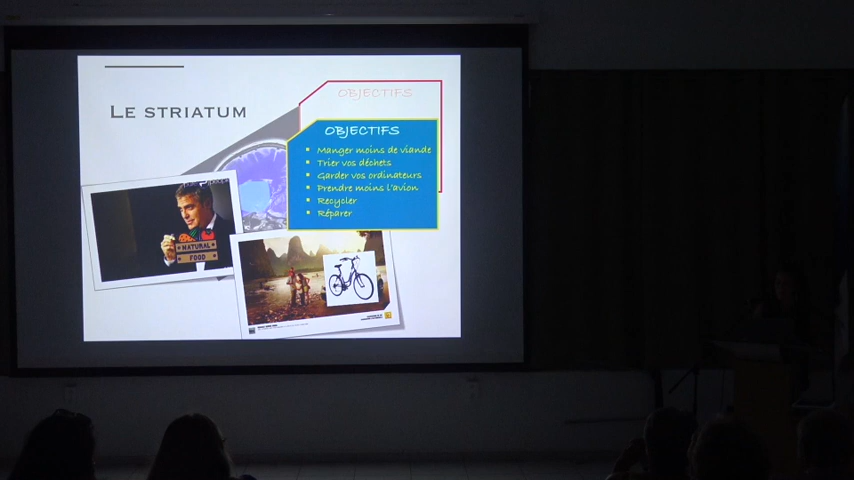 OBJECTIFS
LE STRIATUM
OBJECTIFS
Manger moins de viande
Trier vos déchets
Garder vos ordinateurs
Prendre moins l'avion
Recycler
Réparer
NATURAL
FOOD